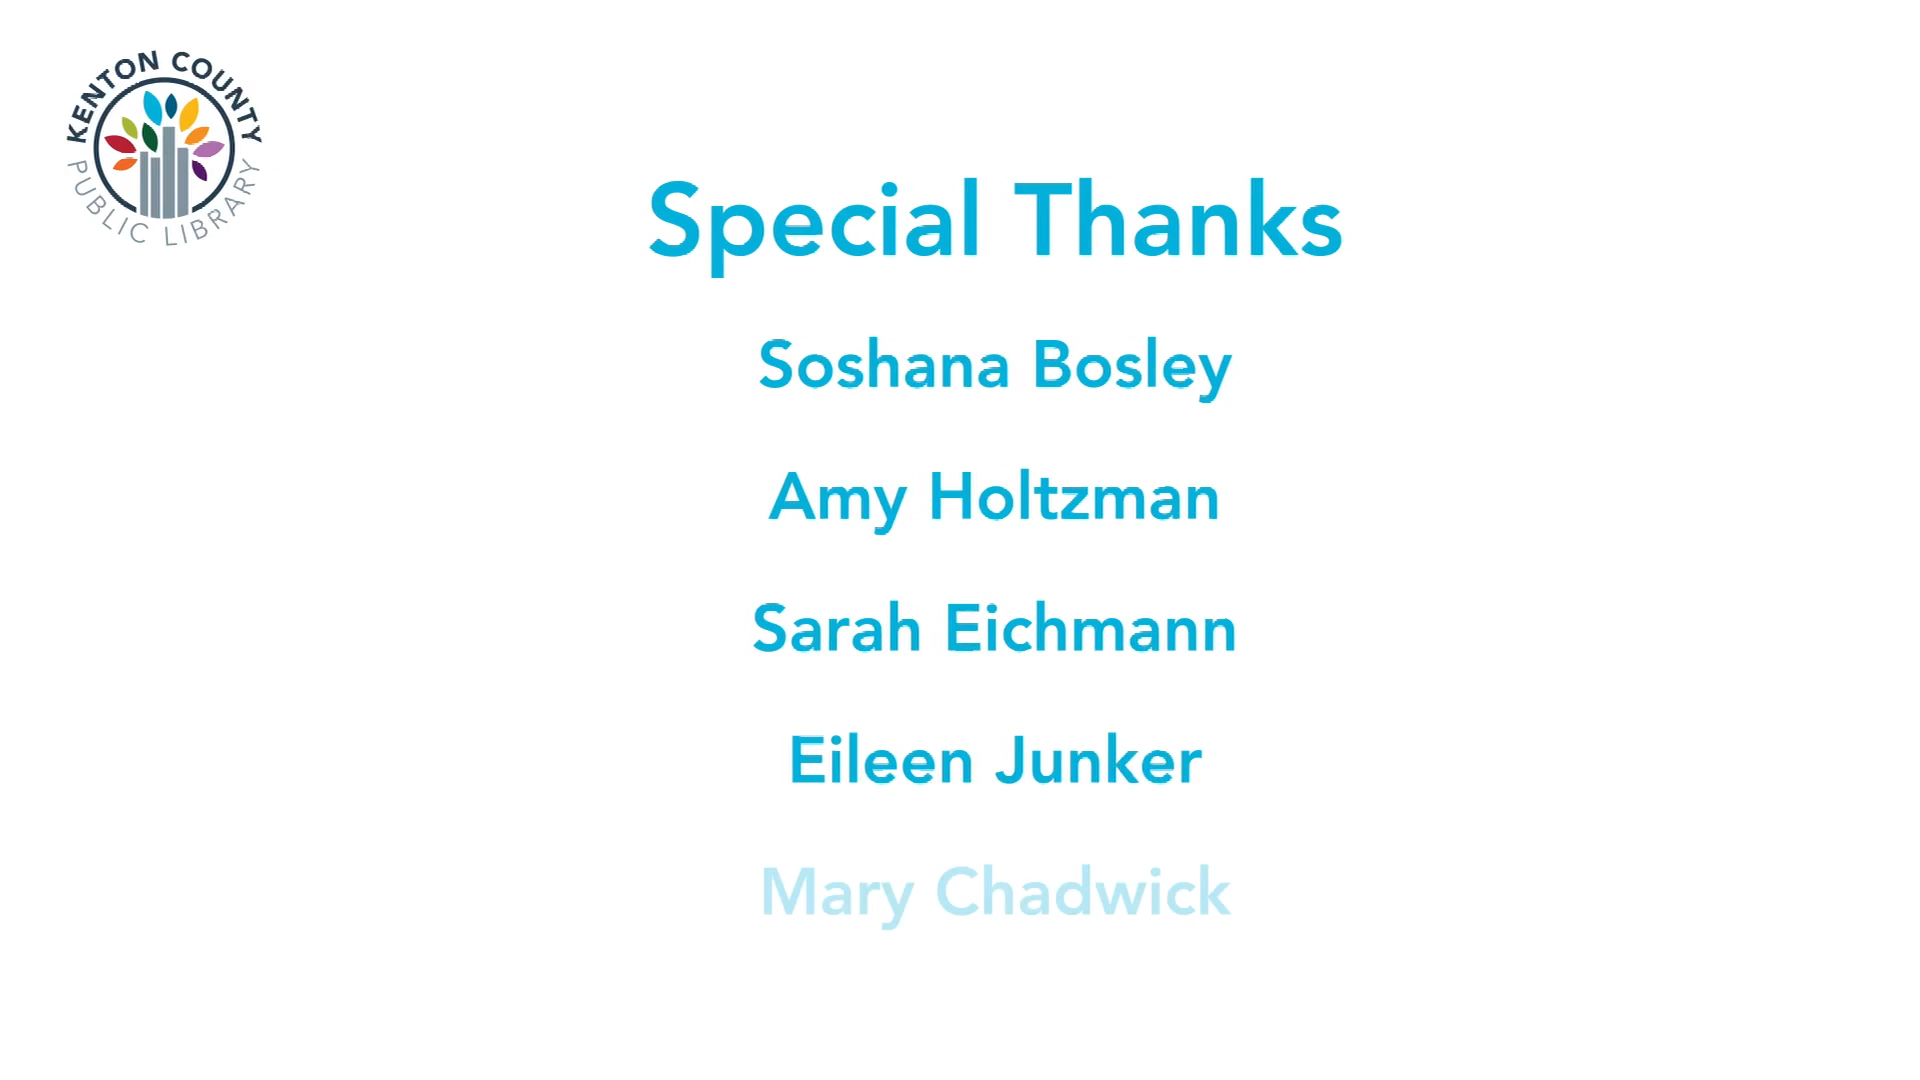 KENTON COUNTY
PUBLIC LIBRARY
Special Thanks
Soshana Bosley
Amy Holtzman
Sarah Eichmann
Eileen Junker
Mary Chadwick